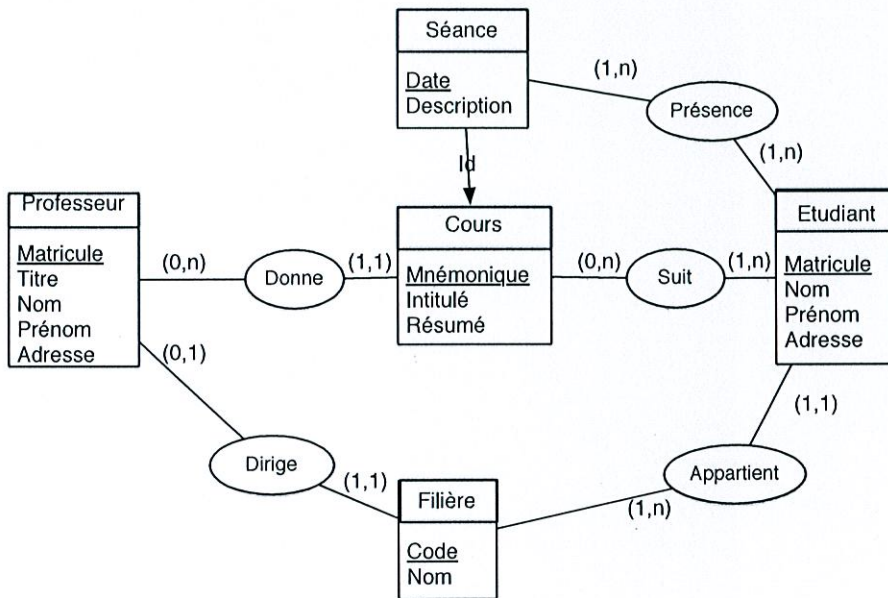 Séance
Date
Description
(1,n)
Présence
(1,n)
Id
Professeur
Matricule
Titre
Nom
Prénom
Adresse
(0,n)
Donne
(1,1)
Cours
Mnémonique
Intitulé
Résumé
(0,n)
Suit
(1,n)
Etudiant
Matricule
Nom
Prénom
Adresse
(0,1)
Dirige
(1,1)
Filière
Code
Nom
(1,n)
Appartient
(1,1)